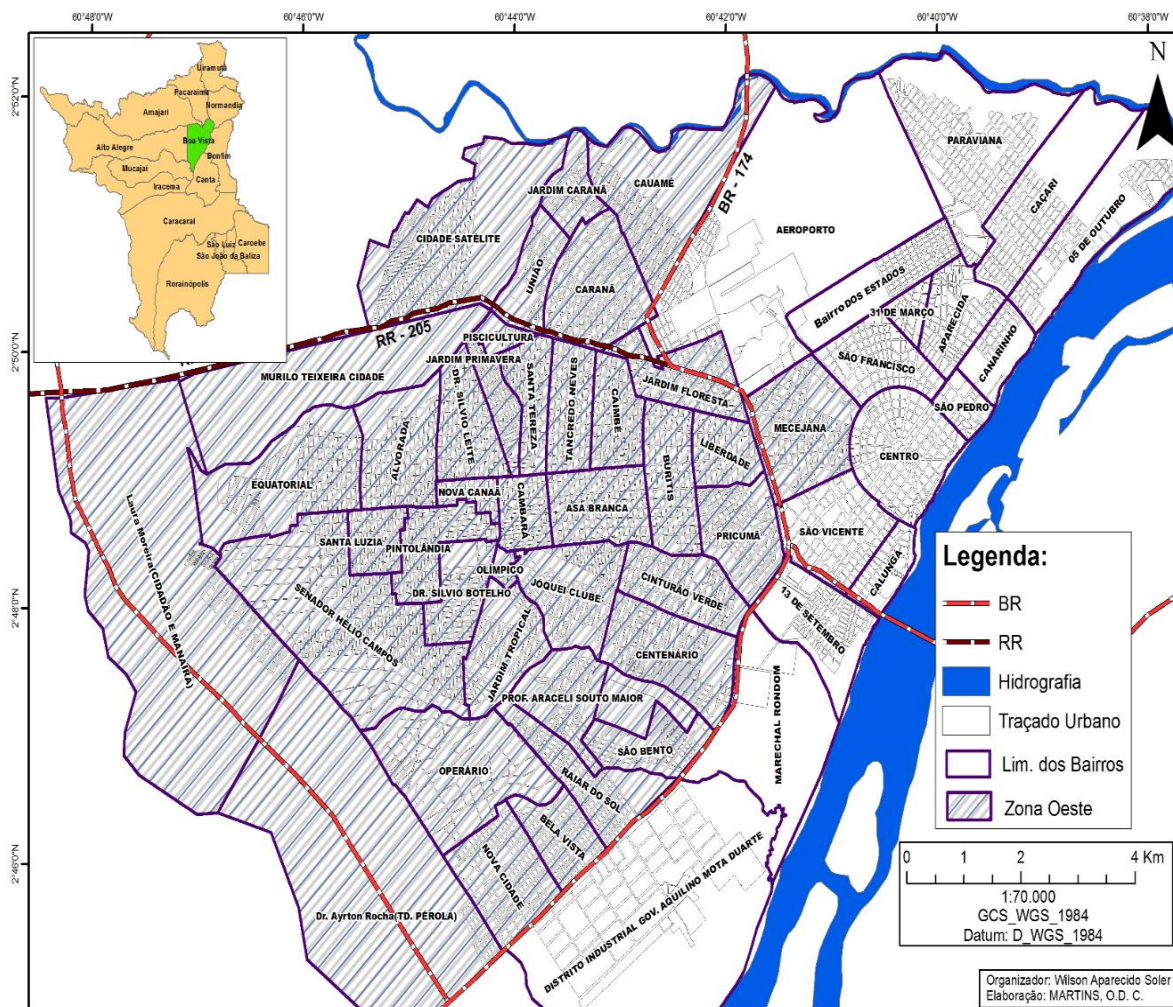 60°48'0"W
60°46'0"W
60°44'0"W
60°42'0"W
60°40'0"W
60°38'0"W
2°52'0"N
2°50'0"N
2°48'0"N
2°46'0"N
Uiramutã
Pacaraima
Normandia
Amajari
Boa Vista
Alto Alegre
Bonfim
Mucajaí
Cantá
Iracema
Caracaraí
São Luiz
Caroebe
São João da Baliza
Rorainópolis
N
PARAVIANA
CAÇARI
05 DE OUTUBRO
BR - 174
CAUAMÉ
JARDIM CARANÃ
CIDADE SATÉLITE
UNIÃO
CARANÃ
AEROPORTO
Bairro DOS ESTADOS
31 DE MARÇO
APARECIDA
CANARINHO
SÃO FRANCISCO
SÃO PEDRO
RR - 205
PISCICULTURA
JARDIM PRIMAVERA
MURILO TEIXEIRA CIDADE
DR. SILVIO LEITE
SANTA TEREZA
TANCREDO NEVES
CAIMBÉ
JARDIM FLORESTA
MECEJANA
CENTRO
LIBERDADE
BURITIS
ALVORADA
EQUATORIAL
NOVA CANAÃ
CAMBARÁ
ASA BRANCA
PRICUMÃ
SÃO VICENTE
CALUNGA
Laura Moreira(CIDADÃO E MANAÍRA)
SANTA LUZIA
PINTOLÂNDIA
OLÍMPICO
DR. SILVIO BOTELHO
JÓQUEI CLUBE
CINTURÃO VERDE
13 DE SETEMBRO
SENADOR HÉLIO CAMPOS
JARDIM TROPICAL
CENTENÁRIO
PROF. ARACELI SOUTO MAIOR
MARECHAL RONDOM
SÃO BENTO
OPERÁRIO
RAIAR DO SOL
BELA VISTA
NOVA CIDADE
Dr. Ayrton Rocha(TD. PÉROLA)
DISTRITO INDUSTRIAL GOV. AQUILINO MOTA DUARTE
Legenda:
BR
RR
Hidrografia
Traçado Urbano
Lim. dos Bairros
Zona Oeste
0 1 2 4 Km
1:70.000
GCS_WGS_1984
Datum: D_WGS_1984
Organizador: Wilson Aparecido Soler
Elaboração: MARTINS, O.D. C.